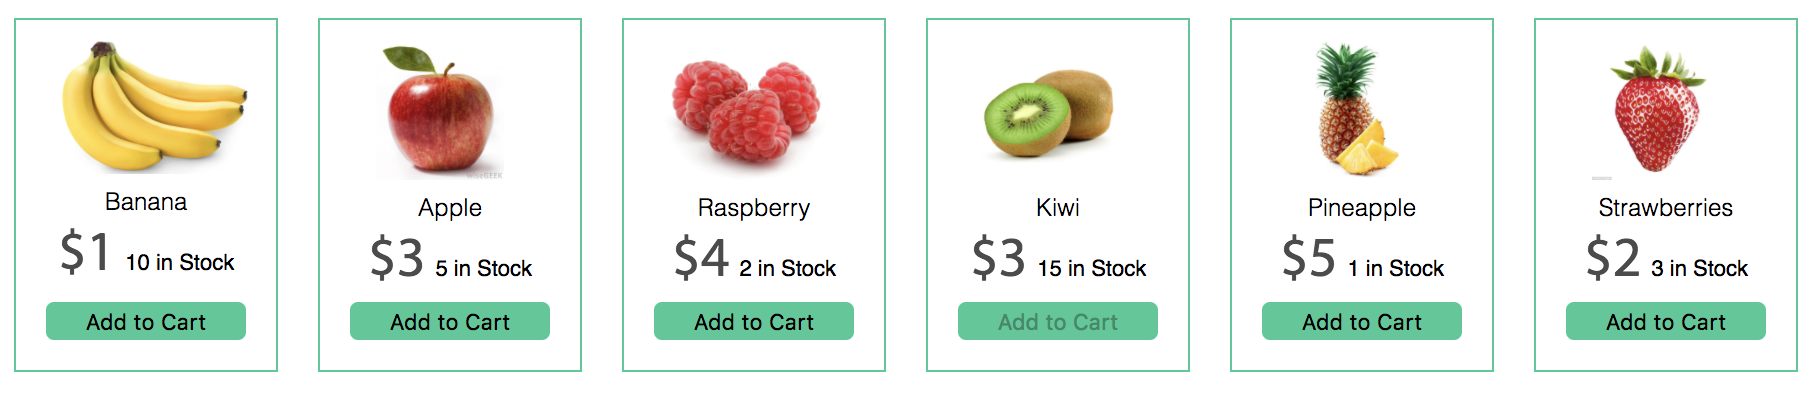 Banana
$1 10 in Stock
Add to Cart
wiseGEEK
Apple
$3 5 in Stock
Add to Cart
Raspberry
$4 2 in Stock
Add to Cart
Kiwi
$3 15 in Stock
Add to Cart
Pineapple
$5 1 in Stock
Add to Cart
Strawberries
$2 3 in Stock
Add to Cart